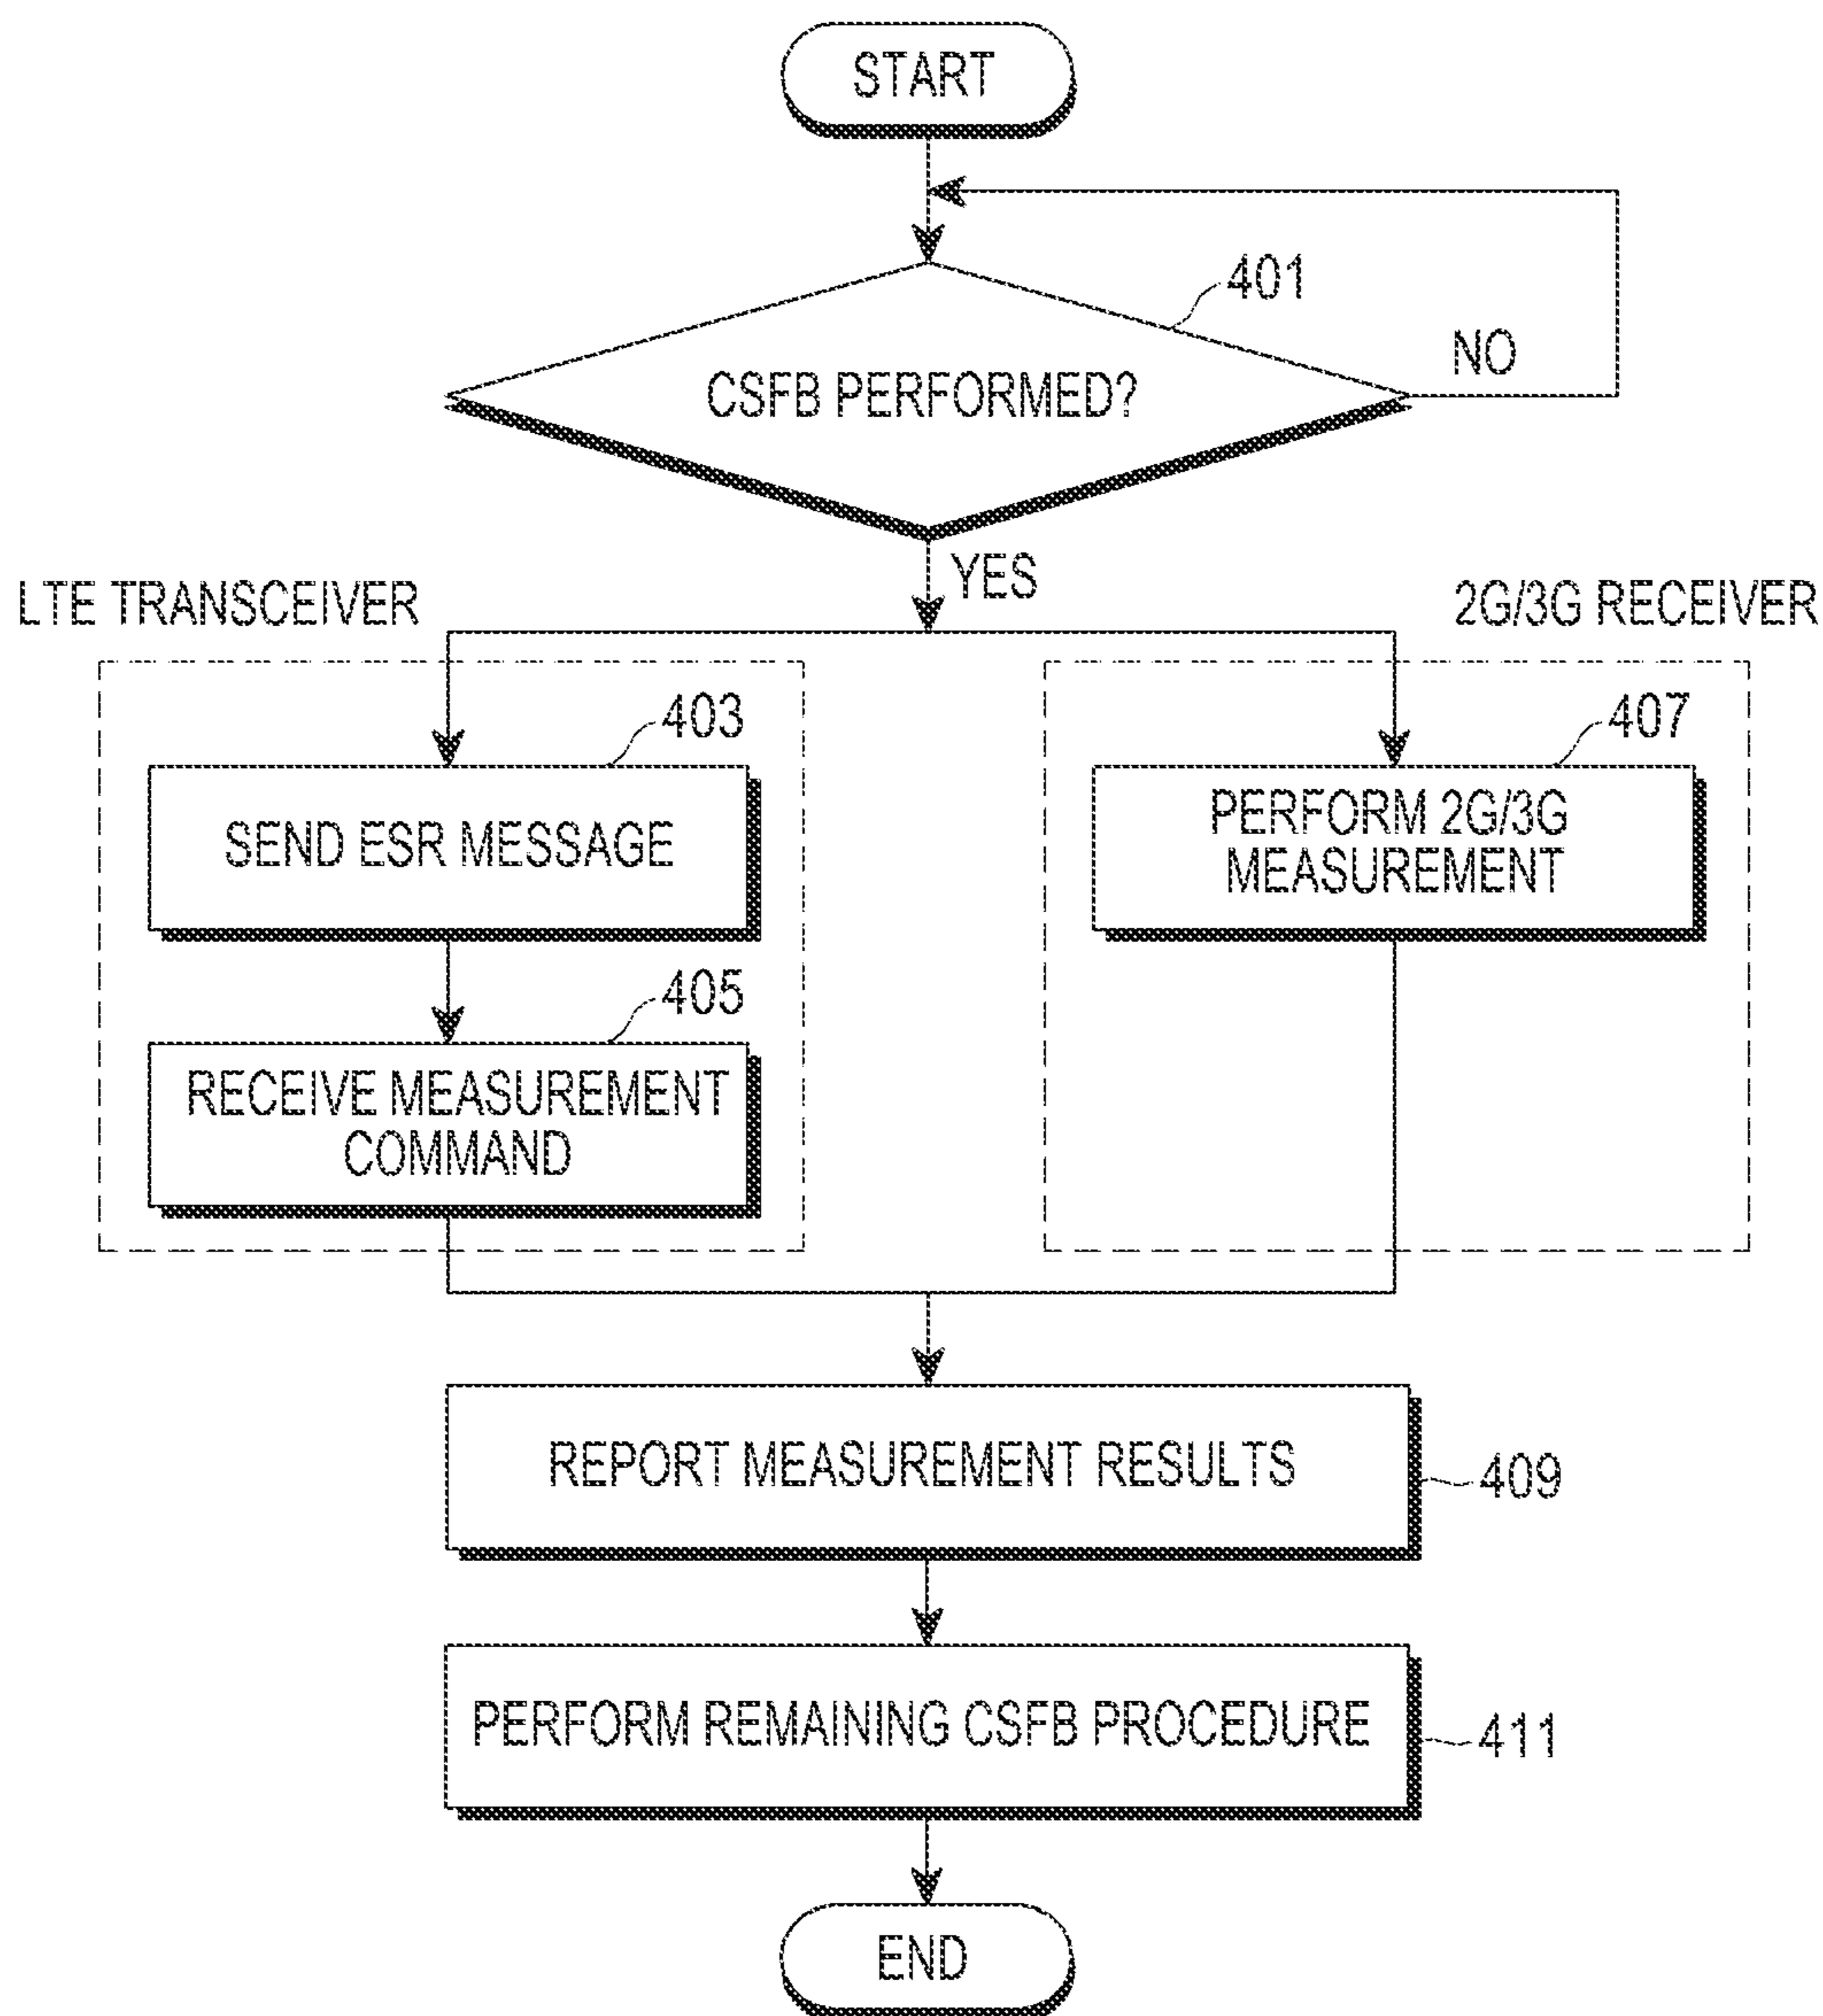 START
401
NO
CSFB PERFORMED?
YES
LTE TRANSCEIVER
2G/3G RECEIVER
403
SEND ESR MESSAGE
407
PERFORM 2G/3G
MEASUREMENT
405
RECEIVE MEASUREMENT
COMMAND
REPORT MEASUREMENT RESULTS
409
PERFORM REMAINING CSFB PROCEDURE
411
END